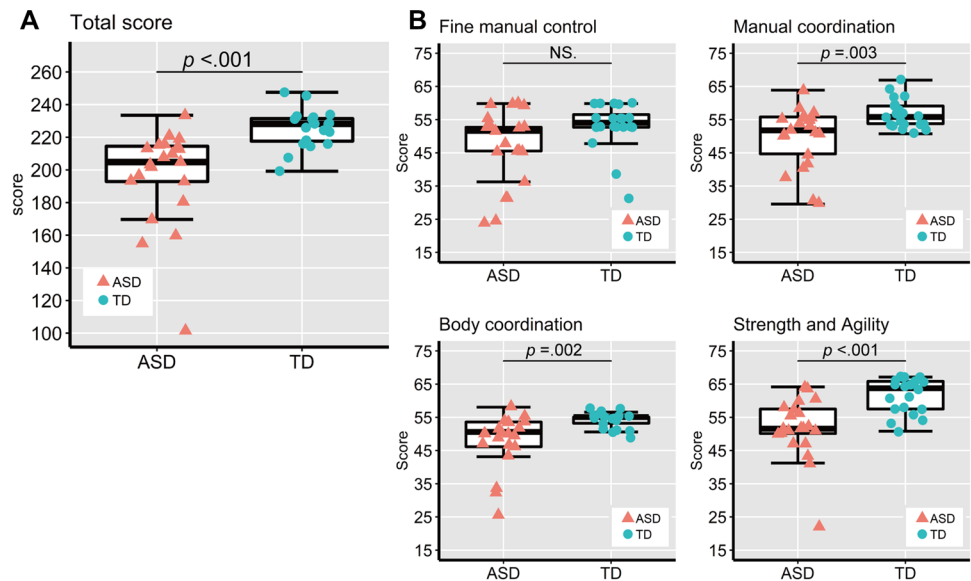 A
Total score
p <.001
score
260
240
220
200
180
160
140
120
100
ASD
TD
ASD
TD
B
Fine manual control
NS.
Score
75
65
55
45
35
25
15
ASD
TD
ASD
TD
Manual coordination
p =.003
Score
75
65
55
45
35
25
15
ASD
TD
ASD
TD
Body coordination
p =.002
Score
75
65
55
45
35
25
15
ASD
TD
ASD
TD
Strength and Agility
p <.001
Score
75
65
55
45
35
25
15
ASD
TD
ASD
TD